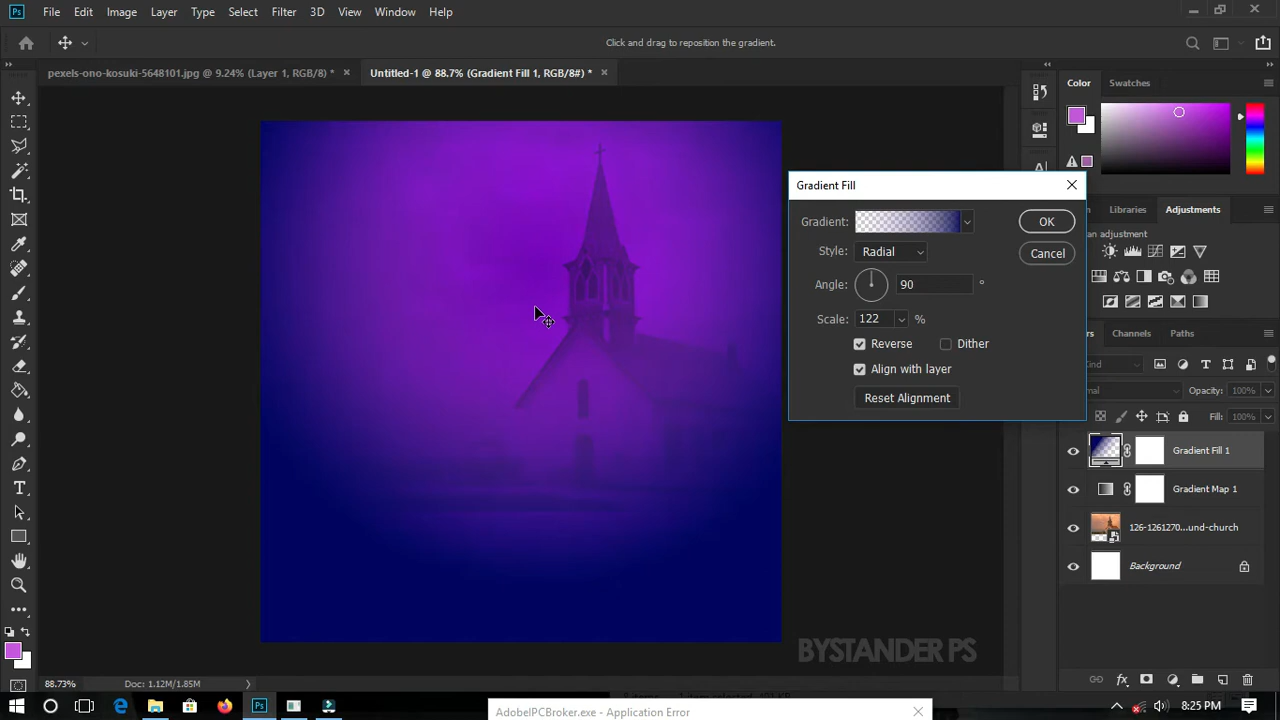 File Edit Image Layer Type Select Filter 3D View Window Help
Click and drag to reposition the gradient.
pexels-ono-kosuki-5648101.jpg @ 9.24% (Layer 1, RGB/8) *
Untitled-1 @ 88.7% (Gradient Fill 1, RGB/8#) *
Color Swatches
Gradient Fill
Gradient:
OK
Style: Radial
Cancel
Angle: 90 °
Scale: 122 %
Reverse Dither
Align with layer
Reset Alignment
Libraries Adjustments
an adjustment
Channels Paths
Opacity: 100%
Fill: 100%
Gradient Fill 1
Gradient Map 1
126-1261270...und-church
Background
BYSTANDER PS
88.73% Doc: 1.12M/1.85M
AdobeIPCBroker.exe - Application Error
8:25 PM